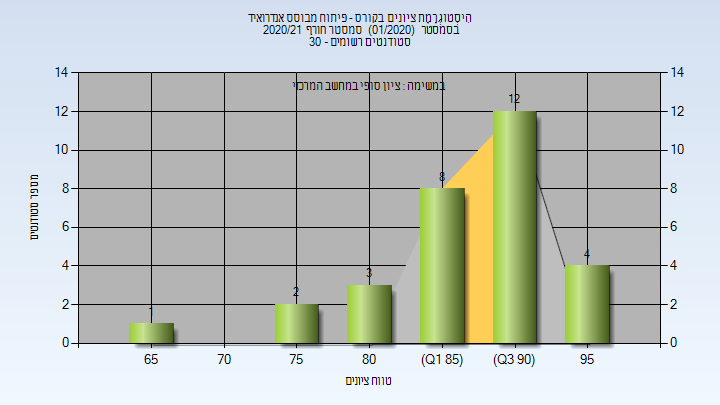 היסטוגרמת ציונים בקורס - פיתוח מבוסס אנדרואיד
בסמסטר (01/2020) סמסטר חורף 2020/21
סטודנטים רשומים - 30
במשימה : ציון סופי במחשב המרכזי
14 14
12 12
10 10
8 8
6 6
4 4
2 2
0 0
1
2
3
8
12
4
מספר סטודנטים
65 70 75 80 (Q1 85) (Q3 90) 95
טווח ציונים